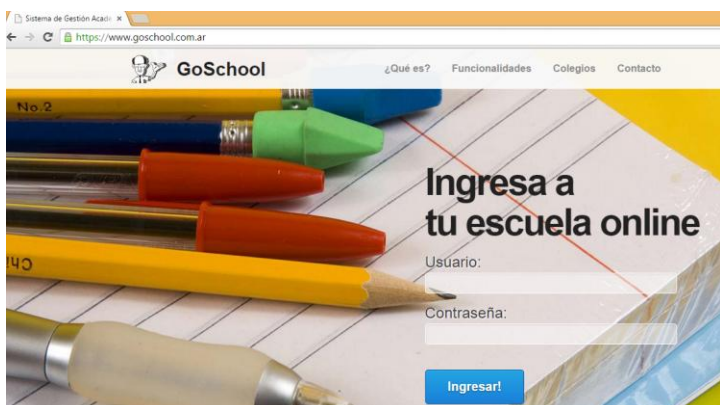 Sistema de Gestión Acade
https://www.goschool.com.ar
GoSchool
¿Qué es?
Funcionalidades
Colegios
Contacto
No.2
Ingresa a
tu escuela online
Usuario:
Contraseña:
Ingresar!